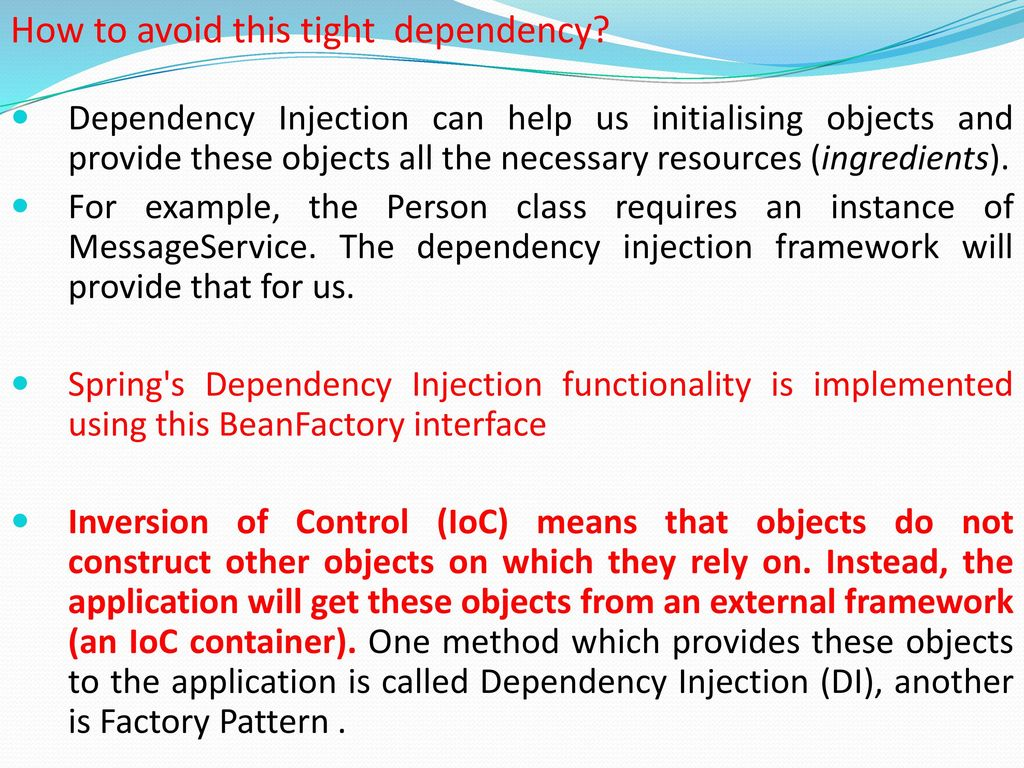 How to avoid this tight dependency?
Dependency Injection can help us initialising objects and
provide these objects all the necessary resources (ingredients).
For example, the Person class requires an instance of
MessageService. The dependency injection framework will
provide that for us.
Spring's Dependency Injection functionality is implemented
using this BeanFactory interface
Inversion of Control (IoC) means that objects do not
construct other objects on which they rely on. Instead, the
application will get these objects from an external framework
(an IoC container). One method which provides these objects
to the application is called Dependency Injection (DI), another
is Factory Pattern .